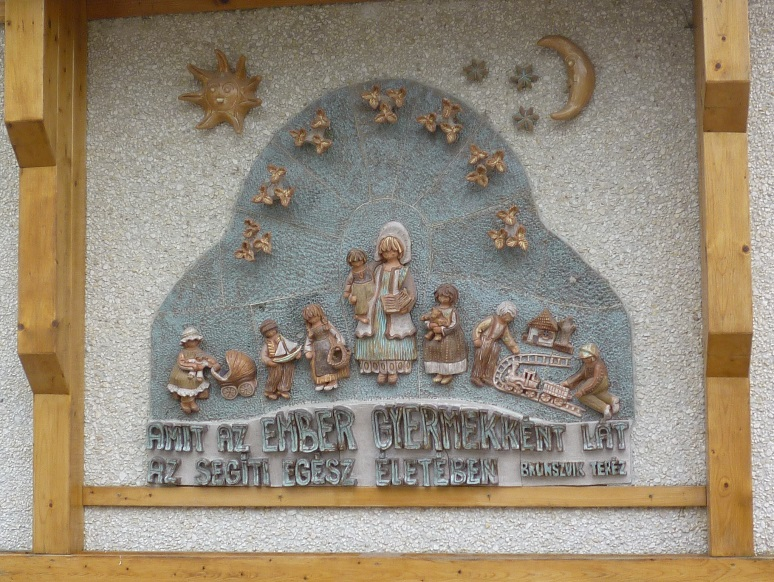 AMIT AZ EMBER GYERMEKKÉNT LÁT
AZ SEGÍTI EGÉSZ ÉLETÉBEN BRUNSZVIK TERÉZ